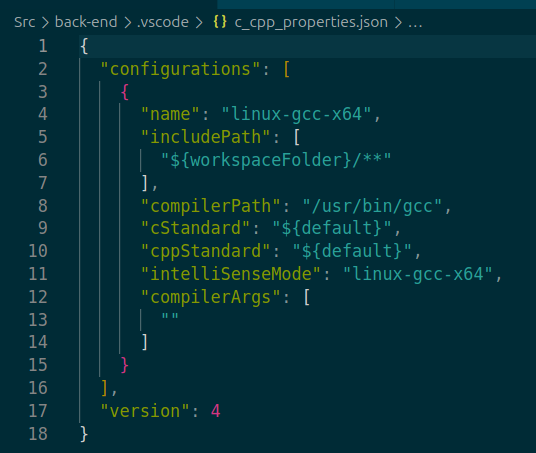 Src > back-end > .vscode > {} c_cpp_properties.json > ...
1 {
2 "configurations": [
3 {
4 "name": "linux-gcc-x64",
5 "includePath": [
6 "${workspaceFolder}/**"
7 ],
8 "compilerPath": "/usr/bin/gcc",
9 "cStandard": "${default}",
10 "cppStandard": "${default}",
11 "intelliSenseMode": "linux-gcc-x64",
12 "compilerArgs": [
13 ""
14 ]
15 }
16 ],
17 "version": 4
18 }